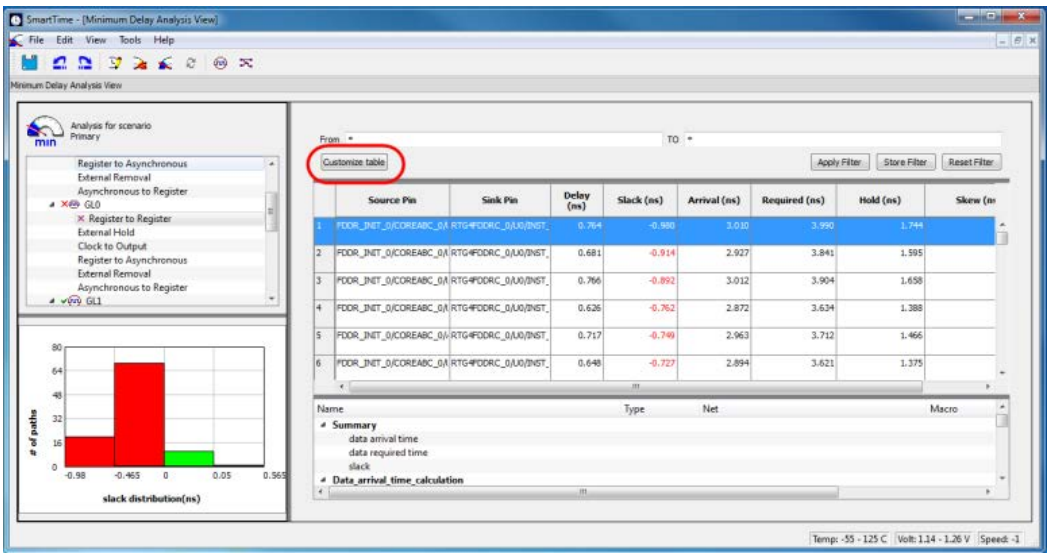 SmartTime - [Minimum Delay Analysis View]
File Edit View Tools Help
Minimum Delay Analysis View
Analysis for scenario
Primary
min
Register to Asynchronous
External Removal
Asynchronous to Register
GL0
Register to Register
External Hold
Clock to Output
Register to Asynchronous
External Removal
Asynchronous to Register
GL1
From * TO *
Customize table Apply Filter Store Filter Reset Filter
Source Pin Sink Pin Delay (ns) Slack (ns) Arrival (ns) Required (ns) Hold (ns) Skew (ns
1 FDDR_INIT_0/COREABC_0/ RTG4FDDRC_0/U0/INST_ 0.764 -0.980 3.010 3.990 1.744
2 FDDR_INIT_0/COREABC_0/ RTG4FDDRC_0/U0/INST_ 0.681 -0.914 2.927 3.841 1.595
3 FDDR_INIT_0/COREABC_0/ RTG4FDDRC_0/U0/INST_ 0.766 -0.892 3.012 3.904 1.658
4 FDDR_INIT_0/COREABC_0/ RTG4FDDRC_0/U0/INST_ 0.626 -0.762 2.872 3.634 1.388
5 FDDR_INIT_0/COREABC_0/ RTG4FDDRC_0/U0/INST_ 0.717 -0.749 2.963 3.712 1.466
6 FDDR_INIT_0/COREABC_0/ RTG4FDDRC_0/U0/INST_ 0.648 -0.727 2.894 3.621 1.375
Name Type Net Macro
Summary
data arrival time
data required time
slack
Data_arrival_time_calculation
80
64
48
32
16
0
# of paths
-0.98 -0.465 0 0.05 0.565
slack distribution(ns)
Temp: -55 - 125 C Volt: 1.14 - 1.26 V Speed: -1